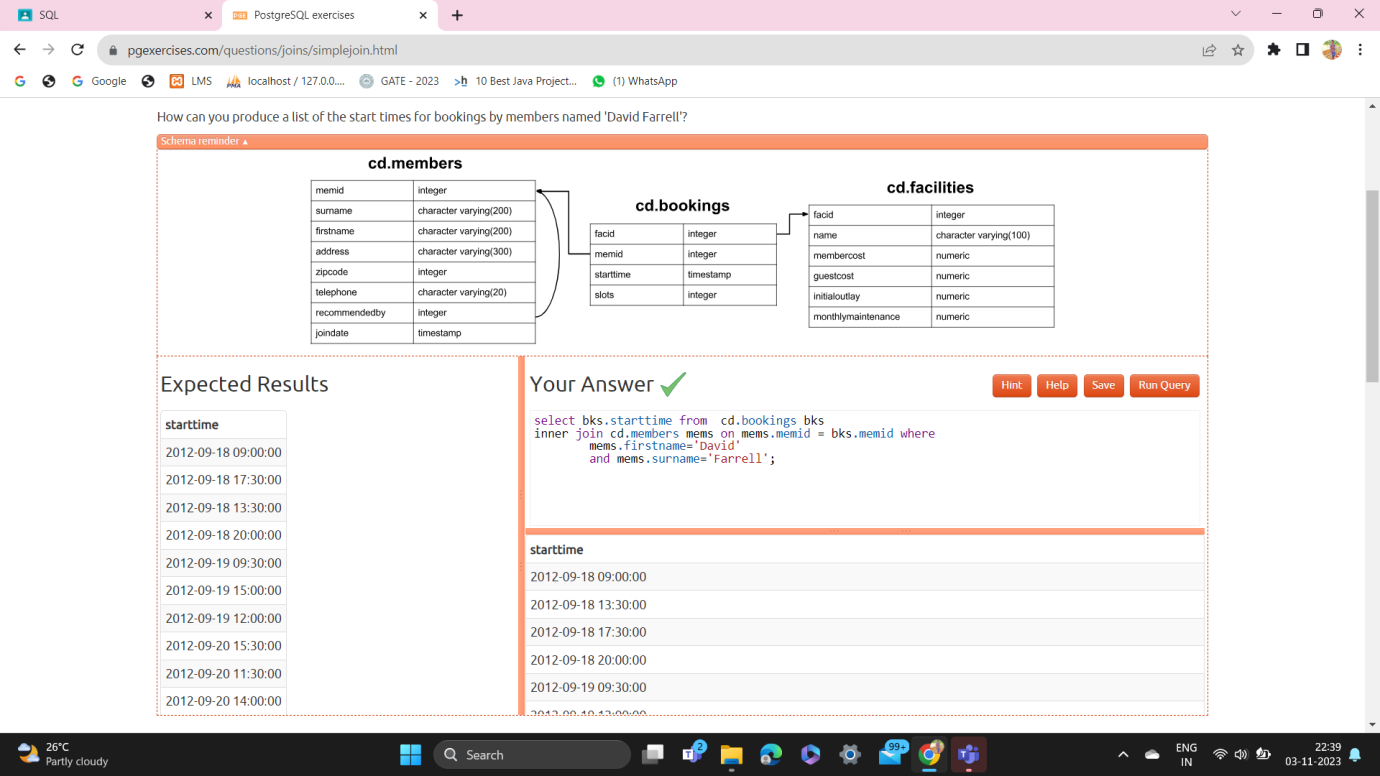 SQL
PostgreSQL exercises
pgexercises.com/questions/joins/simplejoin.html
Google
LMS
localhost / 127.0.0....
GATE - 2023
>h 10 Best Java Project...
(1) WhatsApp
How can you produce a list of the start times for bookings by members named 'David Farrell'?
Schema reminder ▲
cd.members
memid integer
surname character varying(200)
firstname character varying(200)
address character varying(300)
zipcode integer
telephone character varying(20)
recommendedby integer
joindate timestamp
cd.bookings
facid integer
memid integer
starttime timestamp
slots integer
cd.facilities
facid integer
name character varying(100)
membercost numeric
guestcost numeric
initialoutlay numeric
monthlymaintenance numeric
Expected Results
starttime
2012-09-18 09:00:00
2012-09-18 17:30:00
2012-09-18 13:30:00
2012-09-18 20:00:00
2012-09-19 09:30:00
2012-09-19 15:00:00
2012-09-19 12:00:00
2012-09-20 15:30:00
2012-09-20 11:30:00
2012-09-20 14:00:00
Your Answer
Hint Help Save Run Query
select bks.starttime from  cd.bookings bks
inner join cd.members mems on mems.memid = bks.memid where
mems.firstname='David'
and mems.surname='Farrell';
starttime
2012-09-18 09:00:00
2012-09-18 13:30:00
2012-09-18 17:30:00
2012-09-18 20:00:00
2012-09-19 09:30:00
2012-09-19 12:00:00
26°C
Partly cloudy
Search
2
99+
ENG
IN
22:39
03-11-2023